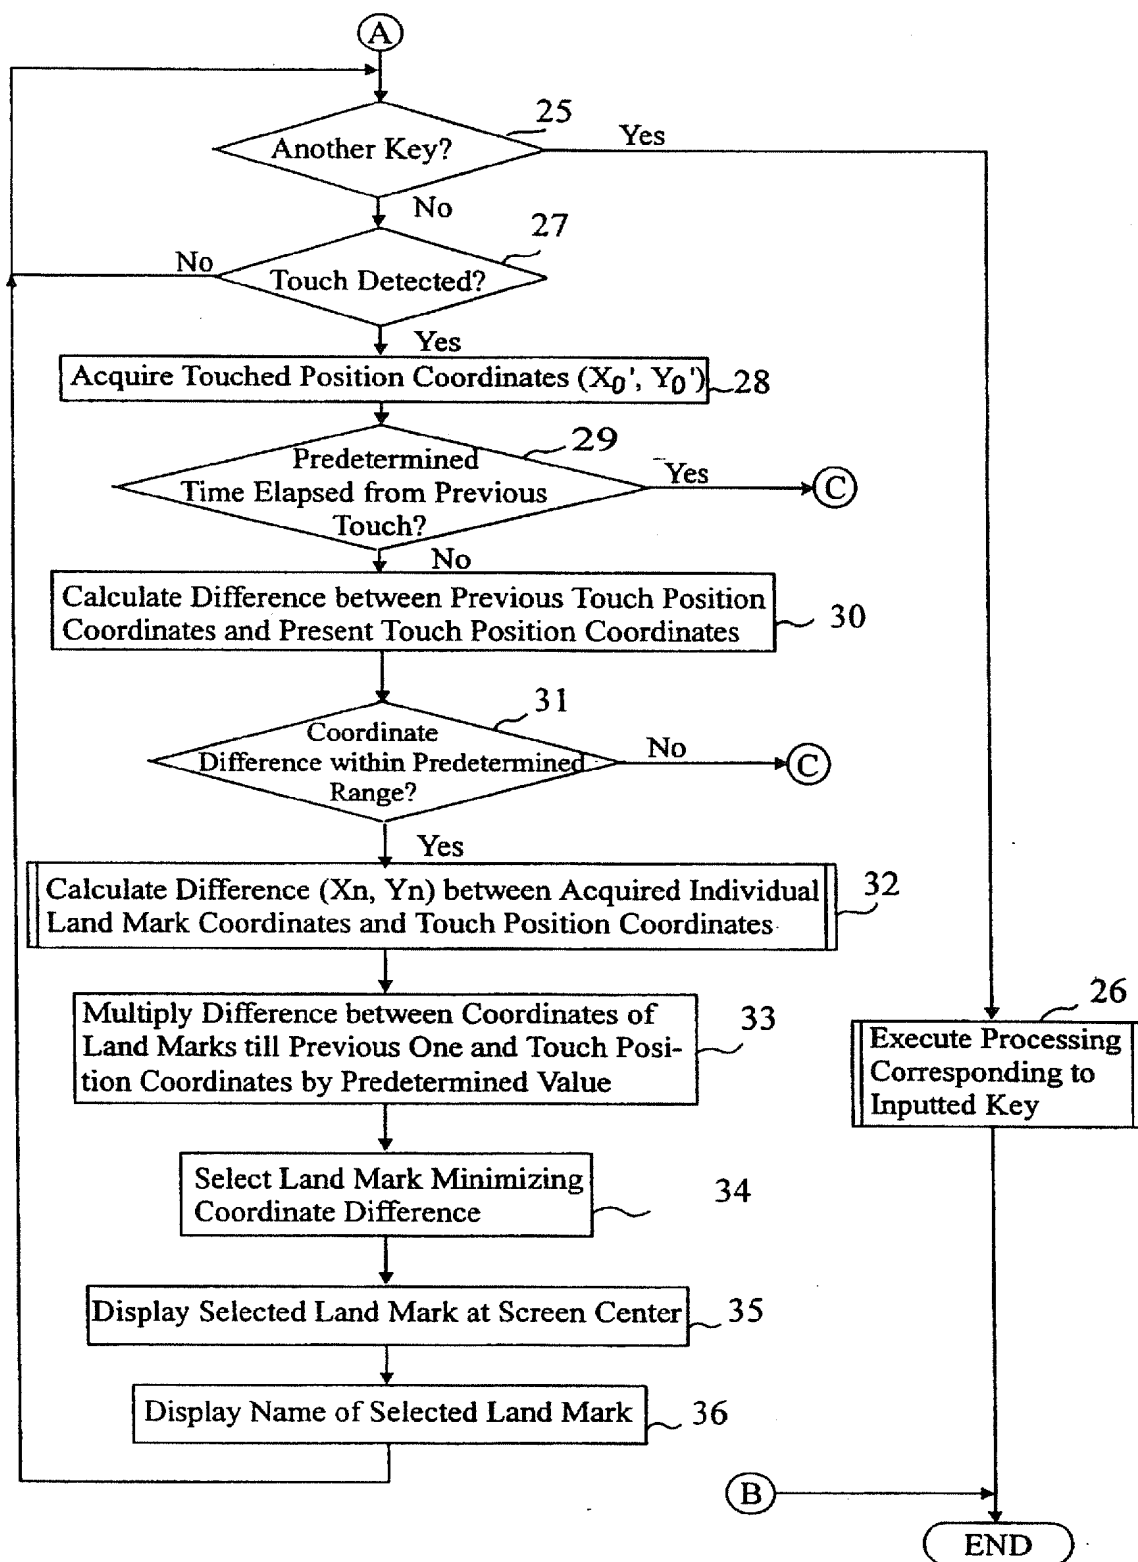 A
25
Another Key?
Yes
No
27
No
Touch Detected?
Yes
Acquire Touched Position Coordinates (X0', Y0')
28
29
Predetermined
Time Elapsed from Previous
Touch?
Yes
C
No
Calculate Difference between Previous Touch Position
Coordinates and Present Touch Position Coordinates
30
31
Coordinate
Difference within Predetermined
Range?
No
C
Yes
Calculate Difference (Xn, Yn) between Acquired Individual
Land Mark Coordinates and Touch Position Coordinates
32
Multiply Difference between Coordinates of
Land Marks till Previous One and Touch Posi-
tion Coordinates by Predetermined Value
33
26
Execute Processing
Corresponding to
Inputted Key
Select Land Mark Minimizing
Coordinate Difference
34
Display Selected Land Mark at Screen Center
35
Display Name of Selected Land Mark
36
B
END